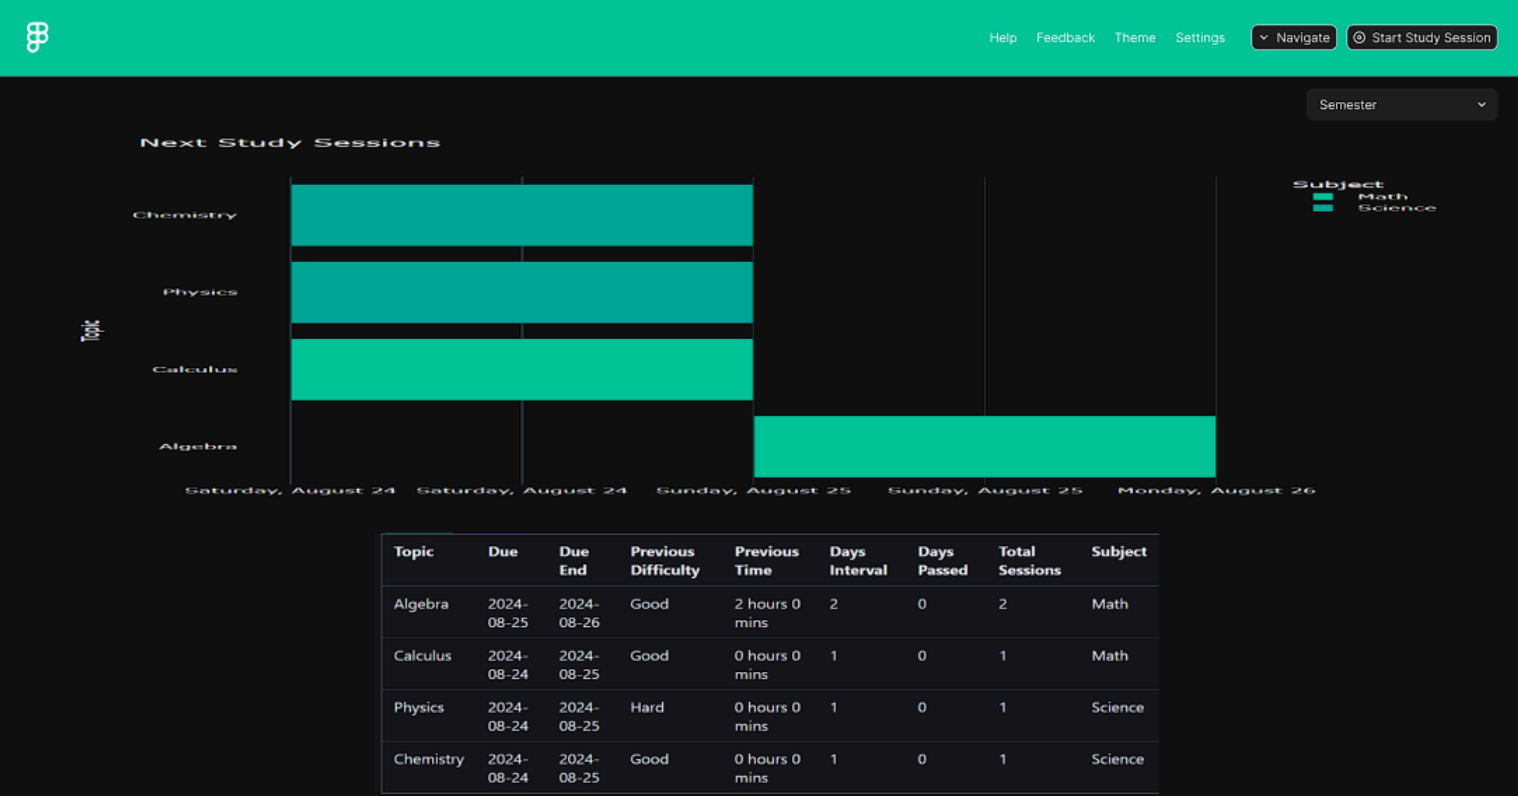 Help Feedback Theme Settings Navigate Start Study Session
Semester
Next Study Sessions
Subject
Math
Science
Chemistry
Physics
Topic
Calculus
Algebra
Saturday, August 24 Saturday, August 24 Sunday, August 25 Sunday, August 25 Monday, August 26
Topic Due Due End Previous Difficulty Previous Time Days Interval Days Passed Total Sessions Subject
Algebra 2024-08-25 2024-08-26 Good 2 hours 0 mins 2 0 2 Math
Calculus 2024-08-24 2024-08-25 Good 0 hours 0 mins 1 0 1 Math
Physics 2024-08-24 2024-08-25 Hard 0 hours 0 mins 1 0 1 Science
Chemistry 2024-08-24 2024-08-25 Good 0 hours 0 mins 1 0 1 Science